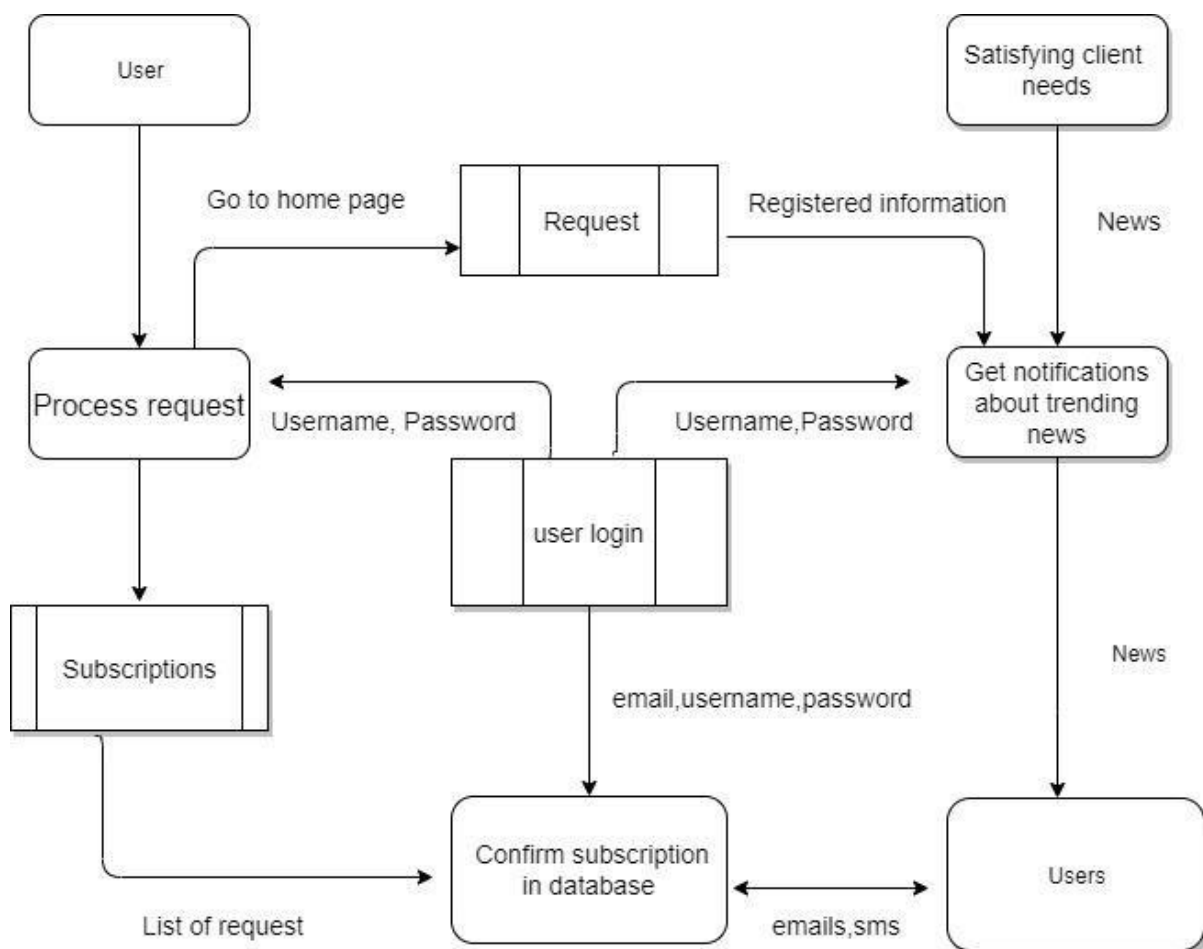 User
Satisfying client
needs
Go to home page
Request
Registered information
News
Process request
Username, Password
Username,Password
Get notifications
about trending
news
user login
Subscriptions
News
email,username,password
Confirm subscription
in database
Users
List of request
emails,sms